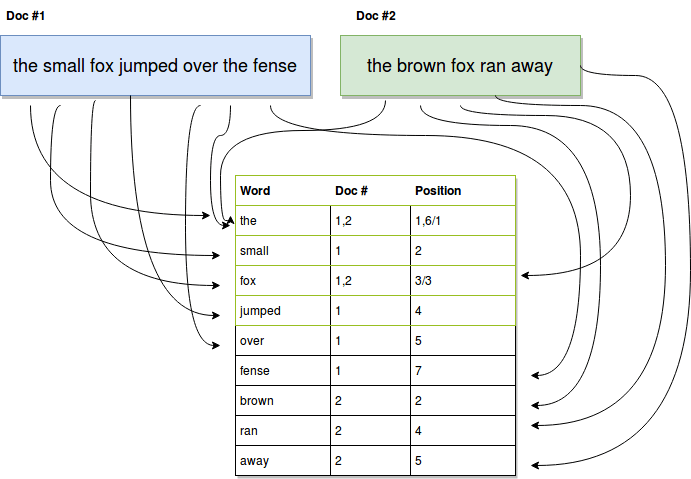 Doc #1
Doc #2
the small fox jumped over the fense
the brown fox ran away
Word Doc # Position
the 1,2 1,6/1
small 1 2
fox 1,2 3/3
jumped 1 4
over 1 5
fense 1 7
brown 2 2
ran 2 4
away 2 5